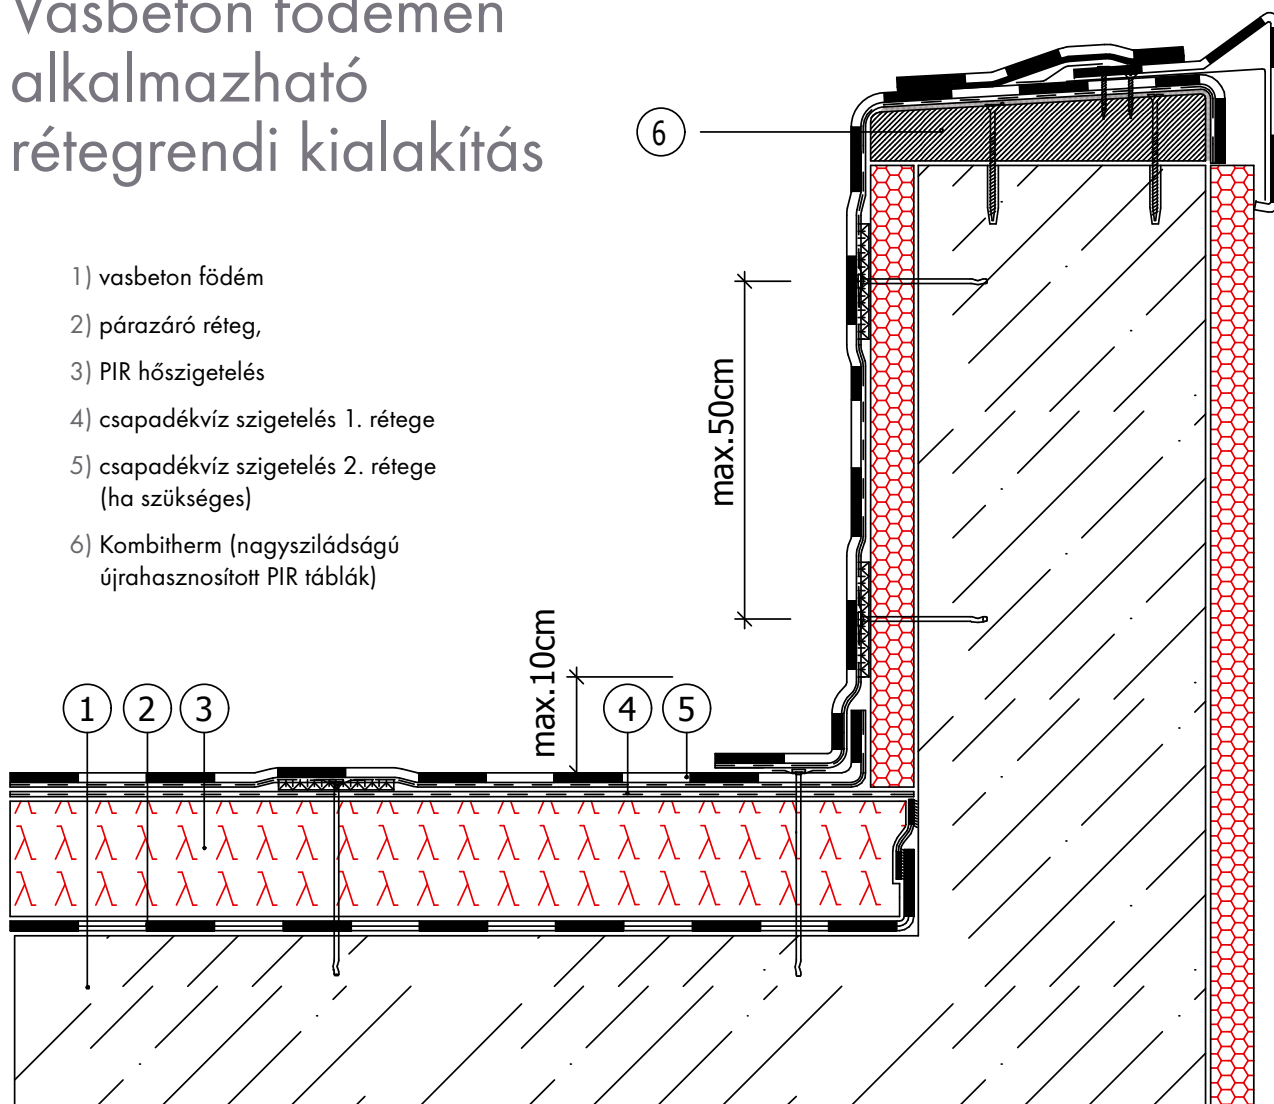 Vasbeton födémen
alkalmazható
rétegrendi kialakítás
1) vasbeton födém
2) párazáró réteg,
3) PIR hőszigetelés
4) csapadékvíz szigetelés 1. rétege
5) csapadékvíz szigetelés 2. rétege
(ha szükséges)
6) Kombitherm (nagysziládságú
újrahasznosított PIR táblák)
6
max.50cm
max.10cm
1 2 3 4 5